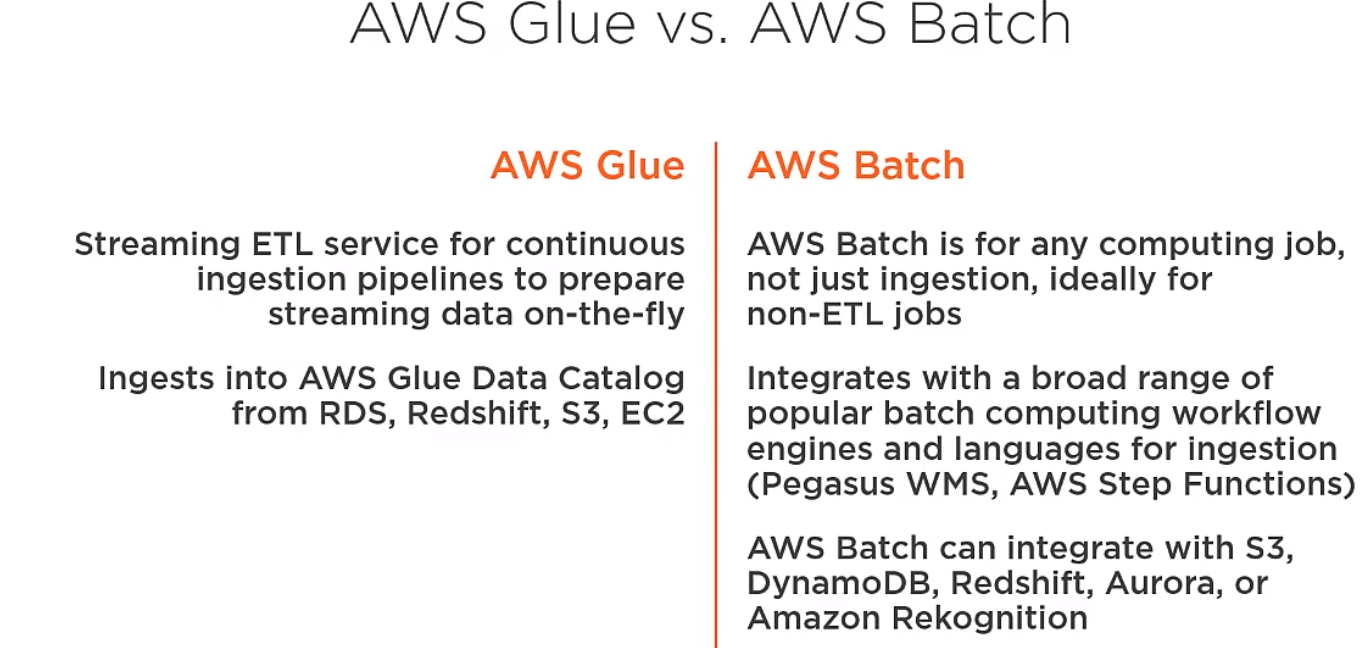 AWS Glue vs. AWS Batch
AWS Glue
Streaming ETL service for continuous
ingestion pipelines to prepare
streaming data on-the-fly
Ingests into AWS Glue Data Catalog
from RDS, Redshift, S3, EC2
AWS Batch
AWS Batch is for any computing job,
not just ingestion, ideally for
non-ETL jobs
Integrates with a broad range of
popular batch computing workflow
engines and languages for ingestion
(Pegasus WMS, AWS Step Functions)
AWS Batch can integrate with S3,
DynamoDB, Redshift, Aurora, or
Amazon Rekognition